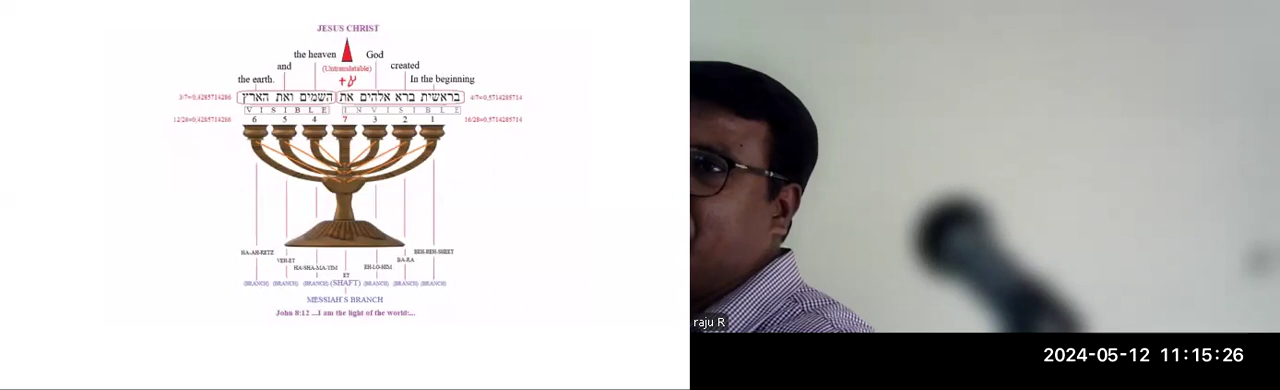 JESUS CHRIST
the heaven God
and (Untranslatable) created
the earth. In the beginning
בראשית ברא אלהים את השמים ואת הארץ
3/7=0,4285714286 4/7=0,5714285714
VISIBLE INVISIBLE
12/28=0,4285714286 6 5 4 7 3 2 1 16/28=0,5714285714
HA-AH-RETZ BEH-REH-SHEET
VEH-ET BA-RA
HA-SHA-MA-YIM EH-LO-HIM
ET
(BRANCH) (BRANCH) (BRANCH) (SHAFT) (BRANCH) (BRANCH) (BRANCH)
MESSIAH'S BRANCH
John 8:12 ...I am the light of the world:...
raju R
2024-05-12 11:15:26